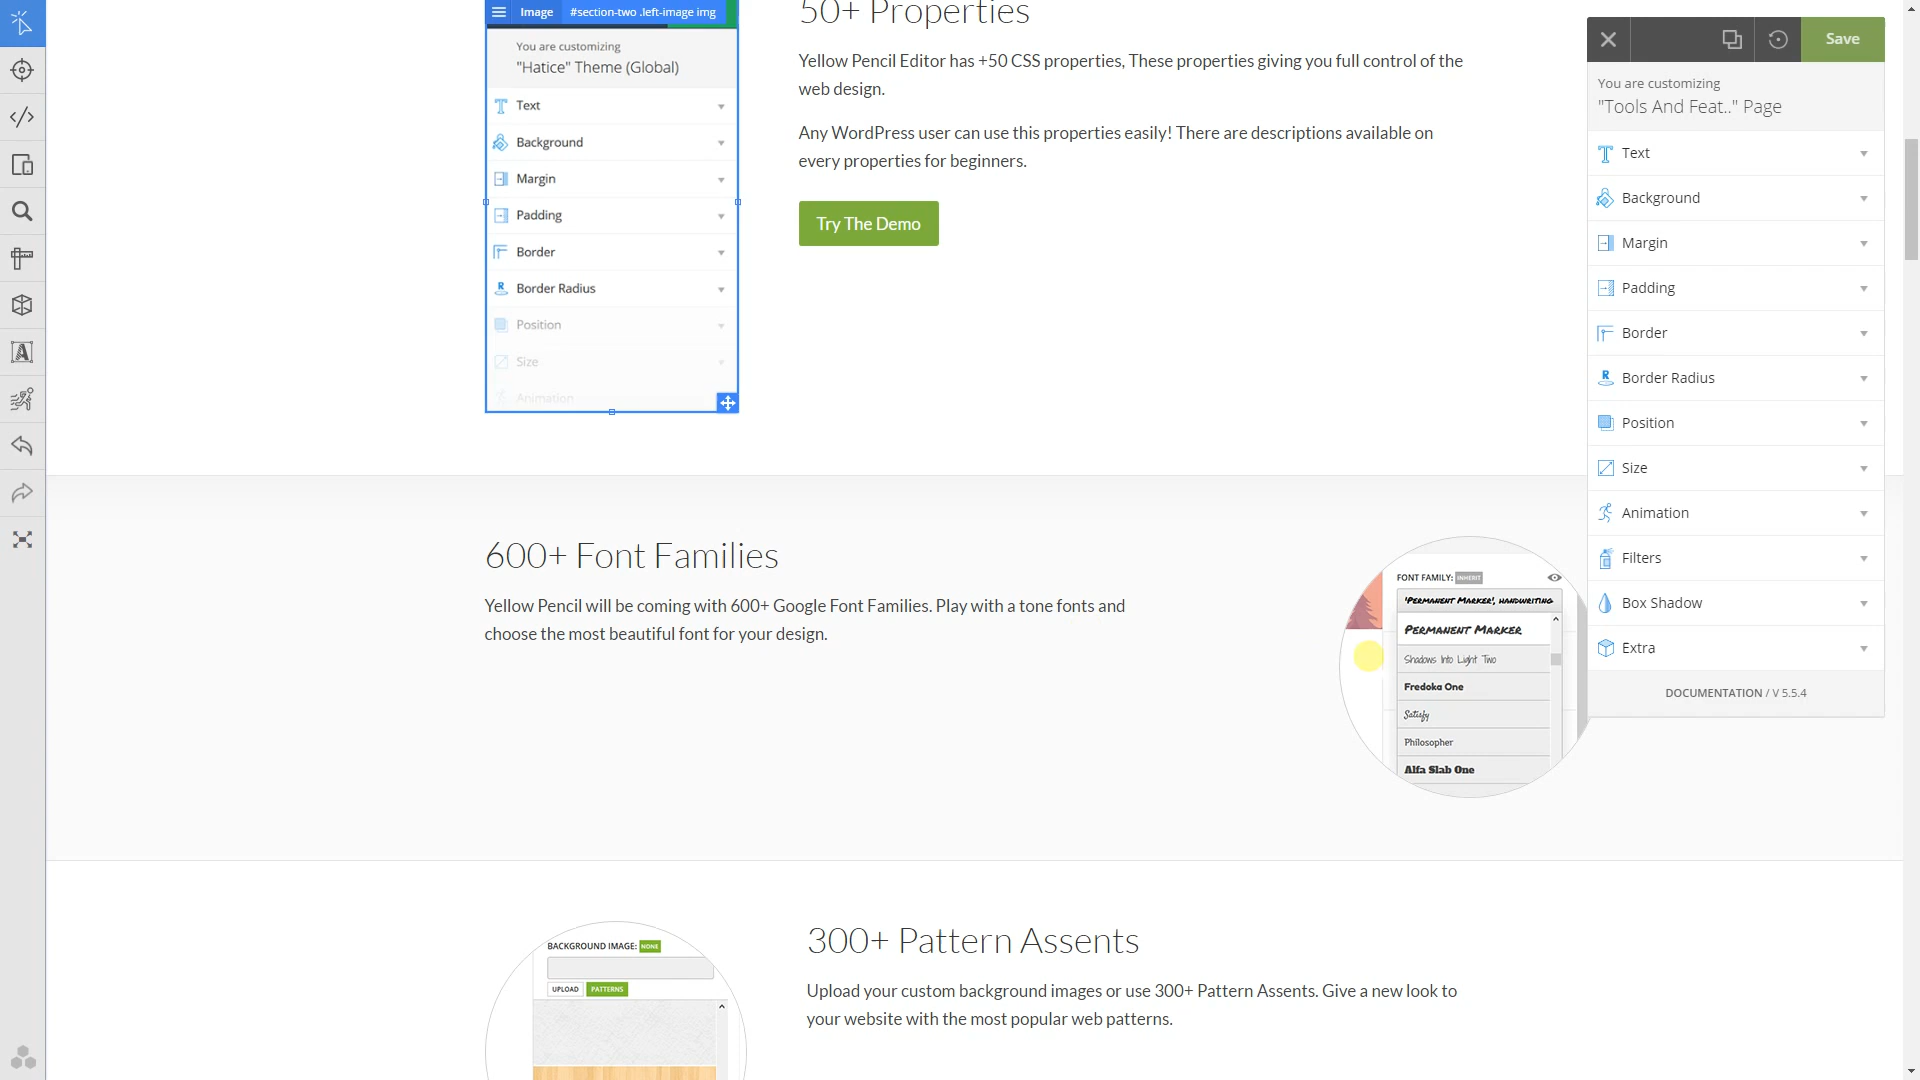 Image
#section-two .left-image img
You are customizing
"Hatice" Theme (Global)
Text
Background
Margin
Padding
Border
Border Radius
Position
Size
Animation
50+ Properties
Yellow Pencil Editor has +50 CSS properties, These properties giving you full control of the
web design.
Any WordPress user can use this properties easily! There are descriptions available on
every properties for beginners.
Try The Demo
600+ Font Families
Yellow Pencil will be coming with 600+ Google Font Families. Play with a tone fonts and
choose the most beautiful font for your design.
FONT FAMILY: INHERIT
'Permanent Marker', handwriting
Permanent Marker
Shadows Into Light Two
Fredoka One
Satisfy
Philosopher
Alfa Slab One
BACKGROUND IMAGE: NONE
UPLOAD
PATTERNS
300+ Pattern Assents
Upload your custom background images or use 300+ Pattern Assents. Give a new look to
your website with the most popular web patterns.
Save
You are customizing
"Tools And Feat.." Page
Text
Background
Margin
Padding
Border
Border Radius
Position
Size
Animation
Filters
Box Shadow
Extra
DOCUMENTATION / V 5.5.4